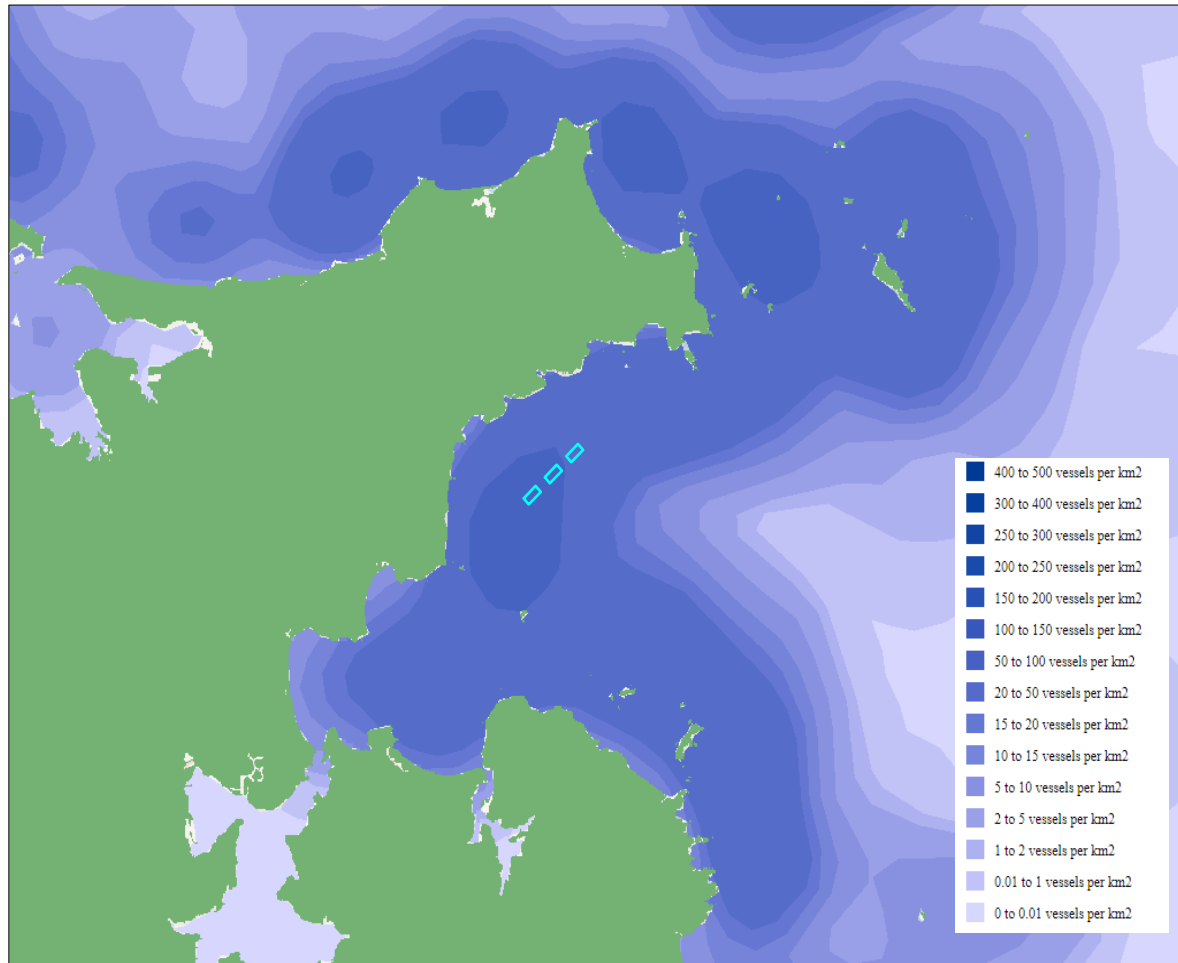 400 to 500 vessels per km2
300 to 400 vessels per km2
250 to 300 vessels per km2
200 to 250 vessels per km2
150 to 200 vessels per km2
100 to 150 vessels per km2
50 to 100 vessels per km2
20 to 50 vessels per km2
15 to 20 vessels per km2
10 to 15 vessels per km2
5 to 10 vessels per km2
2 to 5 vessels per km2
1 to 2 vessels per km2
0.01 to 1 vessels per km2
0 to 0.01 vessels per km2